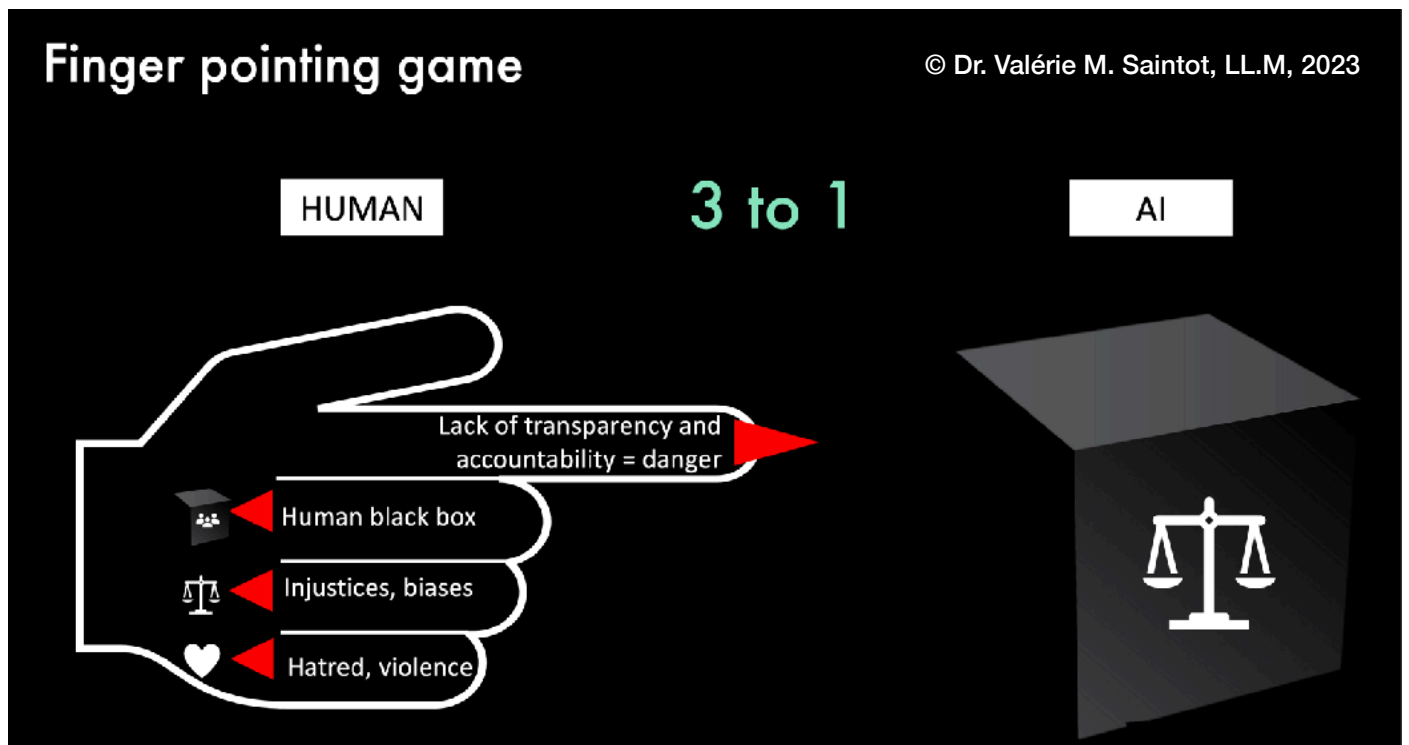 Finger pointing game
© Dr. Valérie M. Saintot, LL.M, 2023
HUMAN
3 to 1
AI
Lack of transparency and
accountability = danger
Human black box
Injustices, biases
Hatred, violence